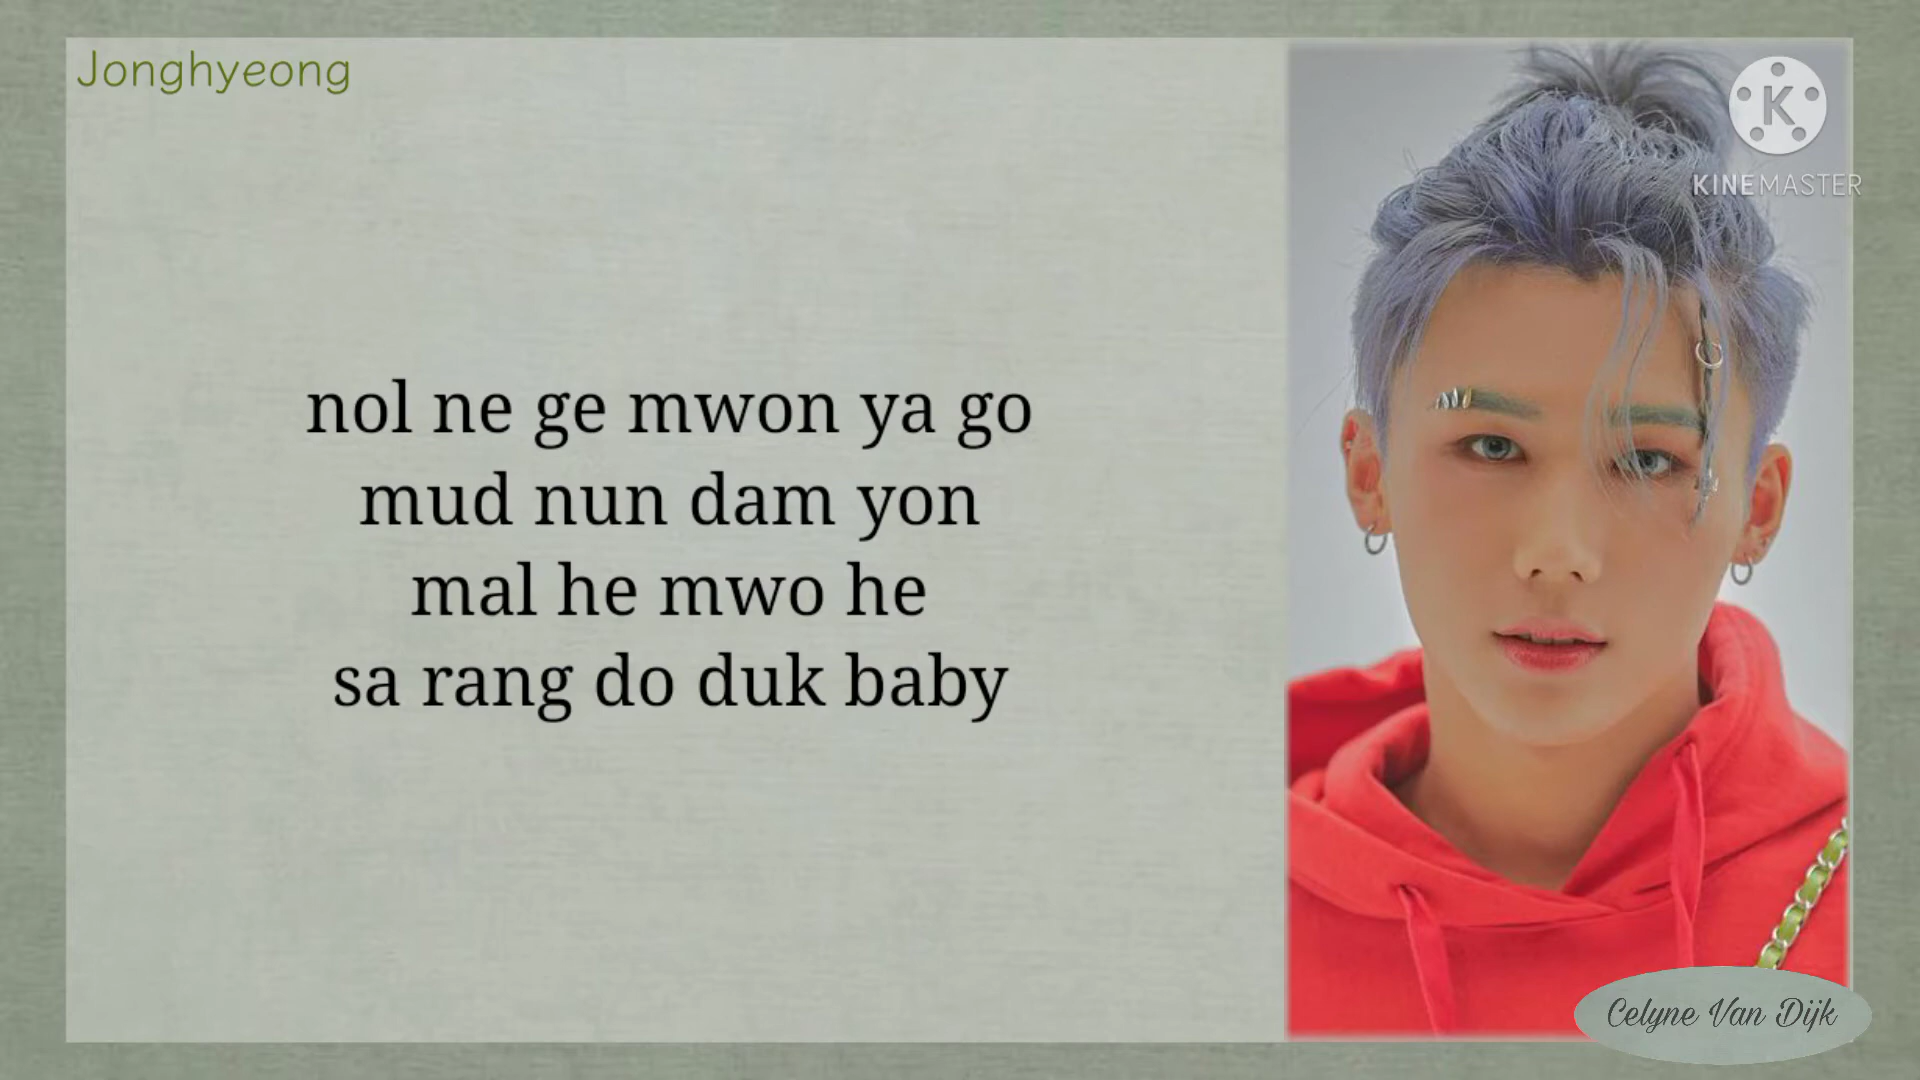 Jonghyeong
K
KINEMASTER
nol ne ge mwon ya go
mud nun dam yon
mal he mwo he
sa rang do duk baby
Celyne Van Dijk